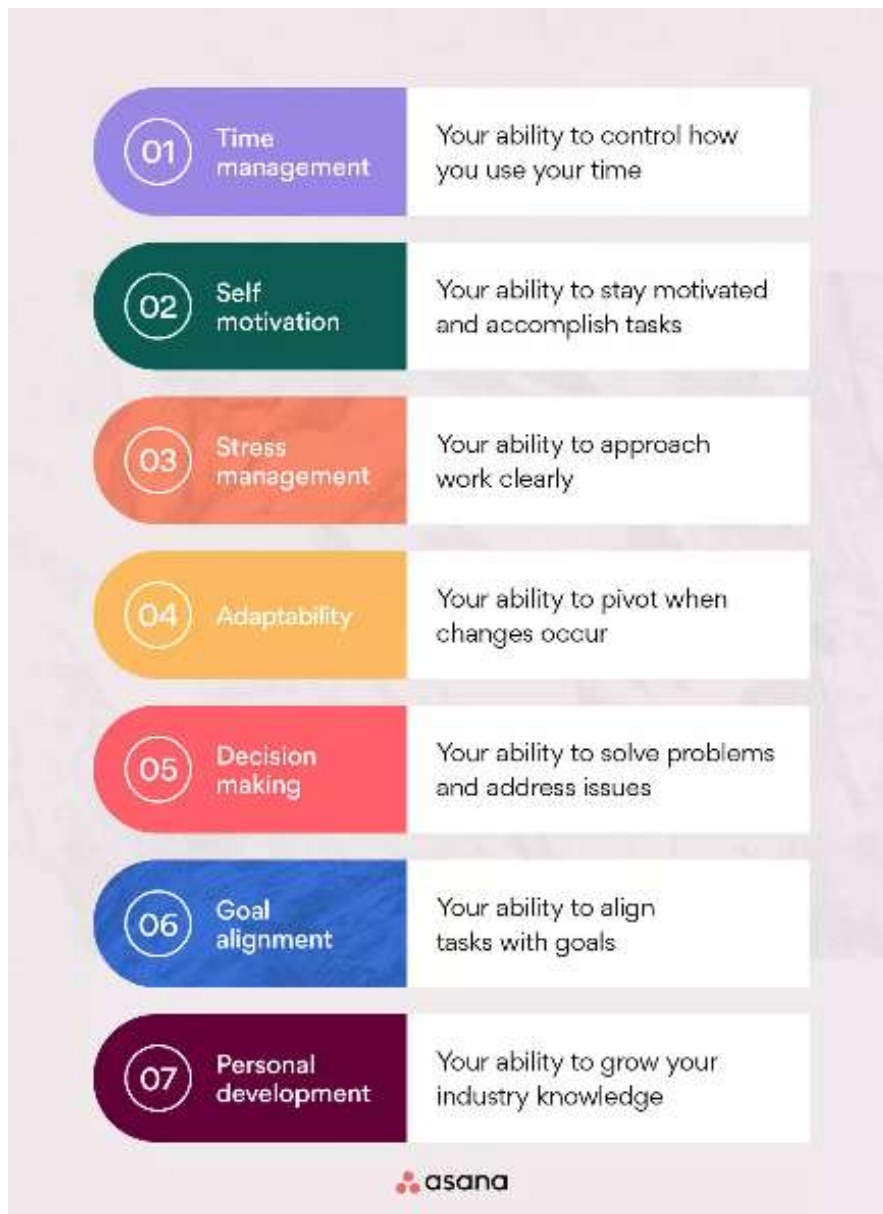 01
Time
management
Your ability to control how
you use your time
02
Self
motivation
Your ability to stay motivated
and accomplish tasks
03
Stress
management
Your ability to approach
work clearly
04
Adaptability
Your ability to pivot when
changes occur
05
Decision
making
Your ability to solve problems
and address issues
06
Goal
alignment
Your ability to align
tasks with goals
07
Personal
development
Your ability to grow your
industry knowledge
asana